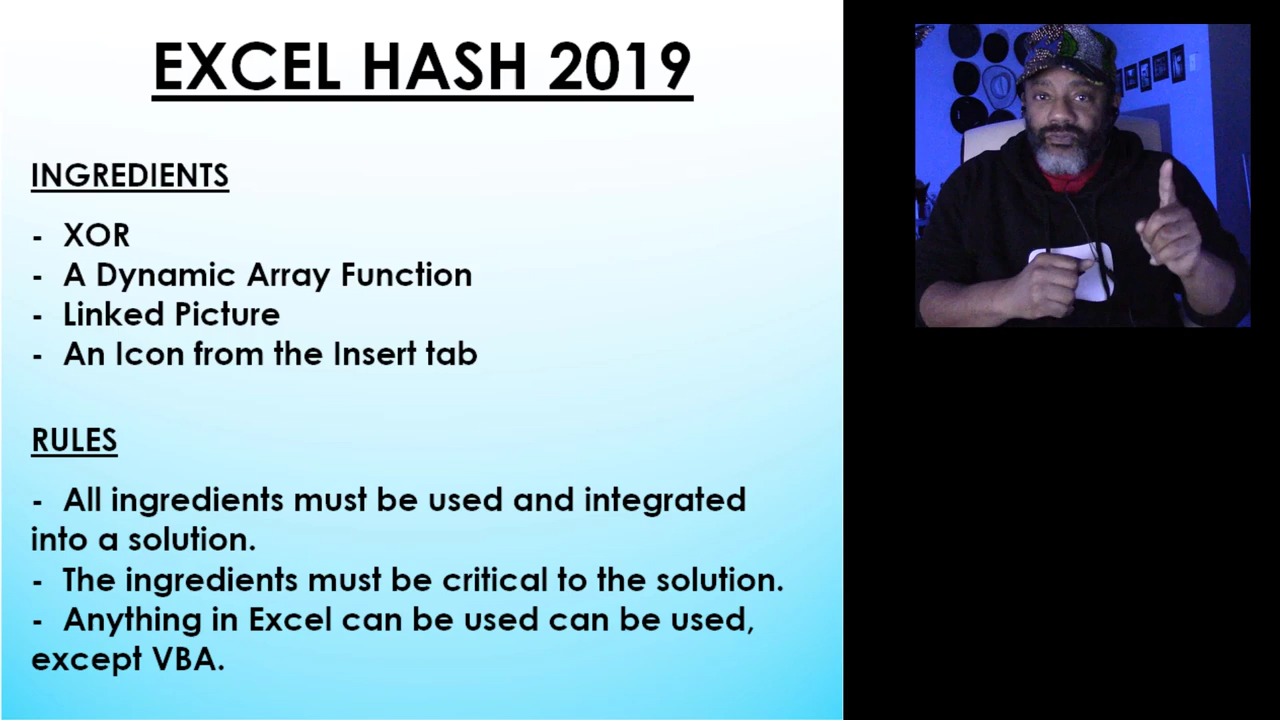 EXCEL HASH 2019
INGREDIENTS
- XOR
- A Dynamic Array Function
- Linked Picture
- An Icon from the Insert tab
RULES
- All ingredients must be used and integrated
into a solution.
- The ingredients must be critical to the solution.
- Anything in Excel can be used can be used,
except VBA.